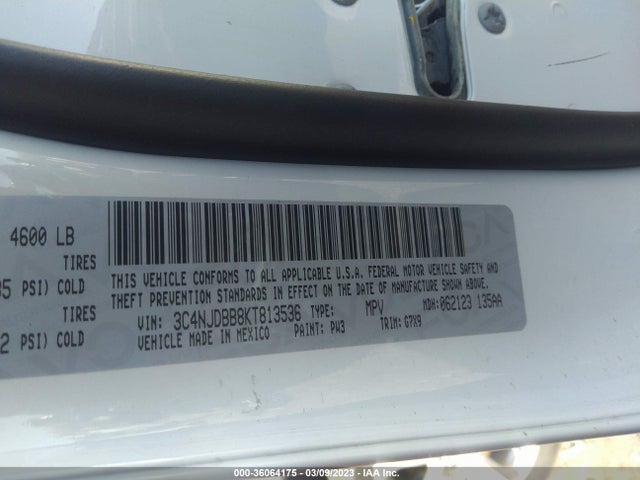 4600 LB
TIRES
PSI) COLD
TIRES
PSI) COLD
THIS VEHICLE CONFORMS TO ALL APPLICABLE U.S.A. FEDERAL MOTOR VEHICLE SAFETY AND
THEFT PREVENTION STANDARDS IN EFFECT ON THE DATE OF MANUFACTURE SHOWN ABOVE.
VIN: 3C4NJDBB8KT813536 TYPE: MPV MDH: 062123 135AA
VEHICLE MADE IN MEXICO PAINT: PW3 TRIM: G7X9
000-36064175 | 03/09/2023 | © IAA Corp.